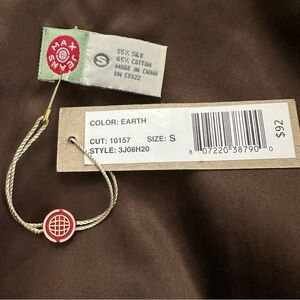 MAX JEANS
S
55% SILK
45% COTTON
MADE IN CHINA
RN 58822
COLOR: EARTH
CUT: 10157 SIZE: S
STYLE: 3J08H20
8 07220 38790 0
$92